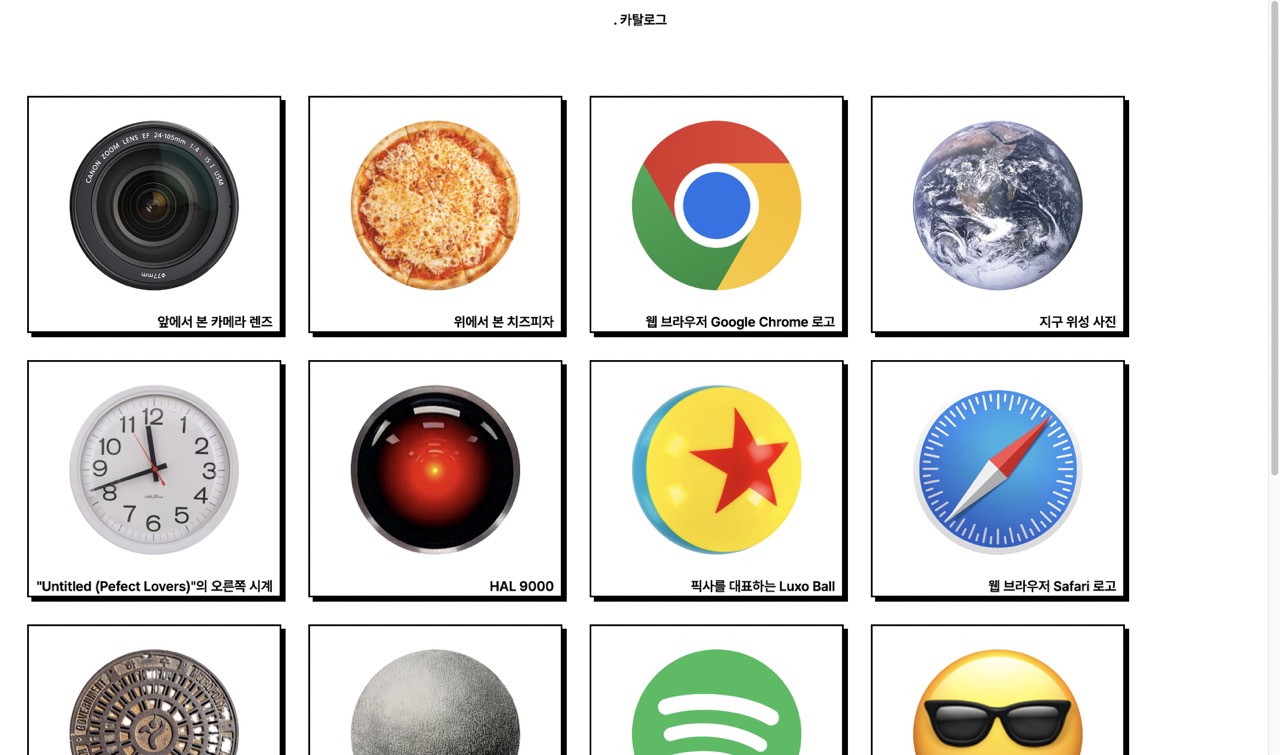 . 카탈로그
CANON ZOOM LENS EF 24-105mm 1:4 IS USM
ø77mm
앞에서 본 카메라 렌즈
위에서 본 치즈피자
웹 브라우저 Google Chrome 로고
지구 위성 사진
11 12 1
10 2
9 3
8 4
7 6 5
"Untitled (Pefect Lovers)"의 오른쪽 시계
HAL 9000
픽사를 대표하는 Luxo Ball
웹 브라우저 Safari 로고
하 수